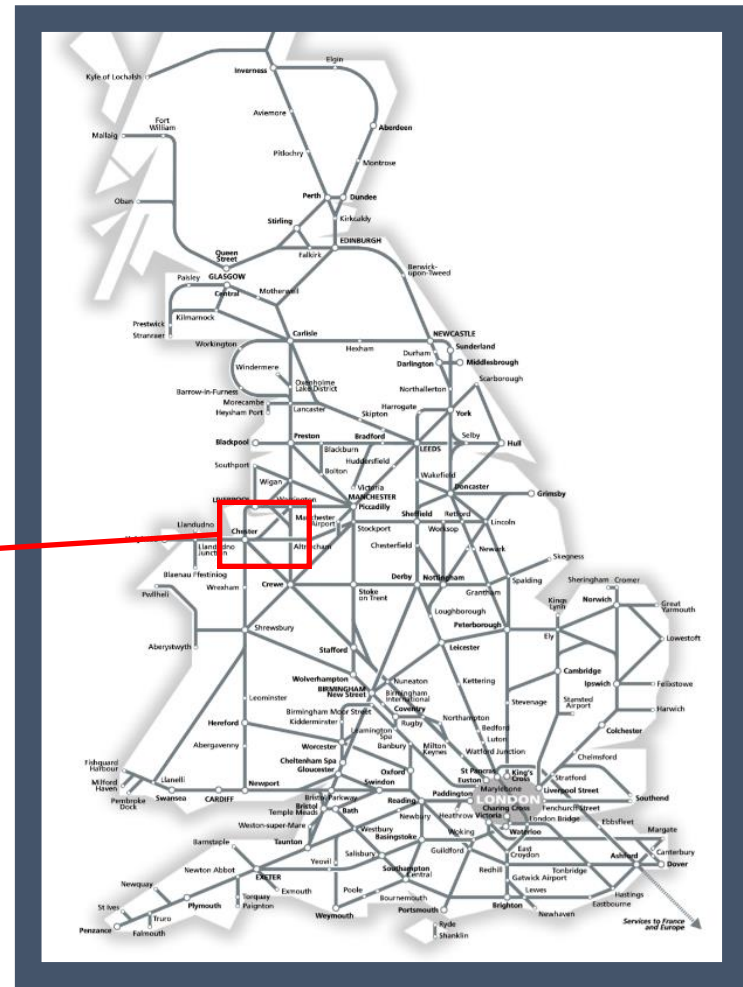 Elgin
Kyle of Lochalsh
Inverness
Aviemore
Fort
William
Aberdeen
Mallaig
Pitlochry
Montrose
Oban
Perth
Dundee
Stirling
Kirkcaldy
EDINBURGH
Queen
Street
Falkirk
Berwick-
upon-Tweed
Paisley
GLASGOW
Central
Motherwell
Kilmarnock
Prestwick
Stranraer
Carlisle
NEWCASTLE
Workington
Hexham
Sunderland
Durham
Darlington
Middlesbrough
Windermere
Scarborough
Oxenholme
Lake District
Northallerton
Barrow-in-Furness
Morecambe
Heysham Port
Lancaster
Harrogate
Skipton
York
Blackpool
Preston
Bradford
Selby
Hull
Blackburn
LEEDS
Southport
Huddersfield
Bolton
Wakefield
Wigan
Victoria
Doncaster
Grimsby
LIVERPOOL
Warrington
MANCHESTER
Piccadilly
Llandudno
Chester
Manchester
Airport
Stockport
Sheffield
Retford
Worksop
Lincoln
Llandudno
Junction
Altrincham
Chesterfield
Newark
Skegness
Blaenau Ffestiniog
Wrexham
Crewe
Stoke
on Trent
Derby
Nottingham
Grantham
Spalding
Sheringham
Cromer
Pwllheli
Loughborough
Kings
Lynn
Norwich
Great
Yarmouth
Shrewsbury
Peterborough
Ely
Lowestoft
Aberystwyth
Stafford
Leicester
Cambridge
Wolverhampton
BIRMINGHAM
New Street
Nuneaton
Kettering
Ipswich
Felixstowe
Leominster
Birmingham
International
Coventry
Stevenage
Stansted
Airport
Harwich
Birmingham Moor Street
Kidderminster
Northampton
Rugby
Hereford
Leamington
Spa
Bedford
Colchester
Abergavenny
Worcester
Banbury
Milton
Keynes
Luton
Watford Junction
Chelmsford
Fishguard
Harbour
Cheltenham Spa
Gloucester
Oxford
St Pancras
Euston
King's
Cross
Stratford
Milford
Haven
Llanelli
Newport
Swindon
Marylebone
Liverpool Street
Pembroke
Dock
Swansea
CARDIFF
Bristol Parkway
Paddington
LONDON
Southend
Bristol
Temple Meads
Bath
Reading
Charing Cross
Fenchurch Street
Newbury
Heathrow
Victoria
London Bridge
Ebbsfleet
Weston-super-Mare
Westbury
Basingstoke
Woking
Waterloo
Margate
Barnstaple
Taunton
Salisbury
Guildford
East
Croydon
Canterbury
Newton Abbot
Yeovil
Southampton
Central
Redhill
Tonbridge
Ashford
Dover
EXETER
Gatwick Airport
Newquay
Exmouth
Poole
Lewes
Hastings
Torquay
Paignton
Bournemouth
Eastbourne
St Ives
Plymouth
Weymouth
Portsmouth
Brighton
Newhaven
Truro
Penzance
Falmouth
Ryde
Shanklin
Services to France
and Europe